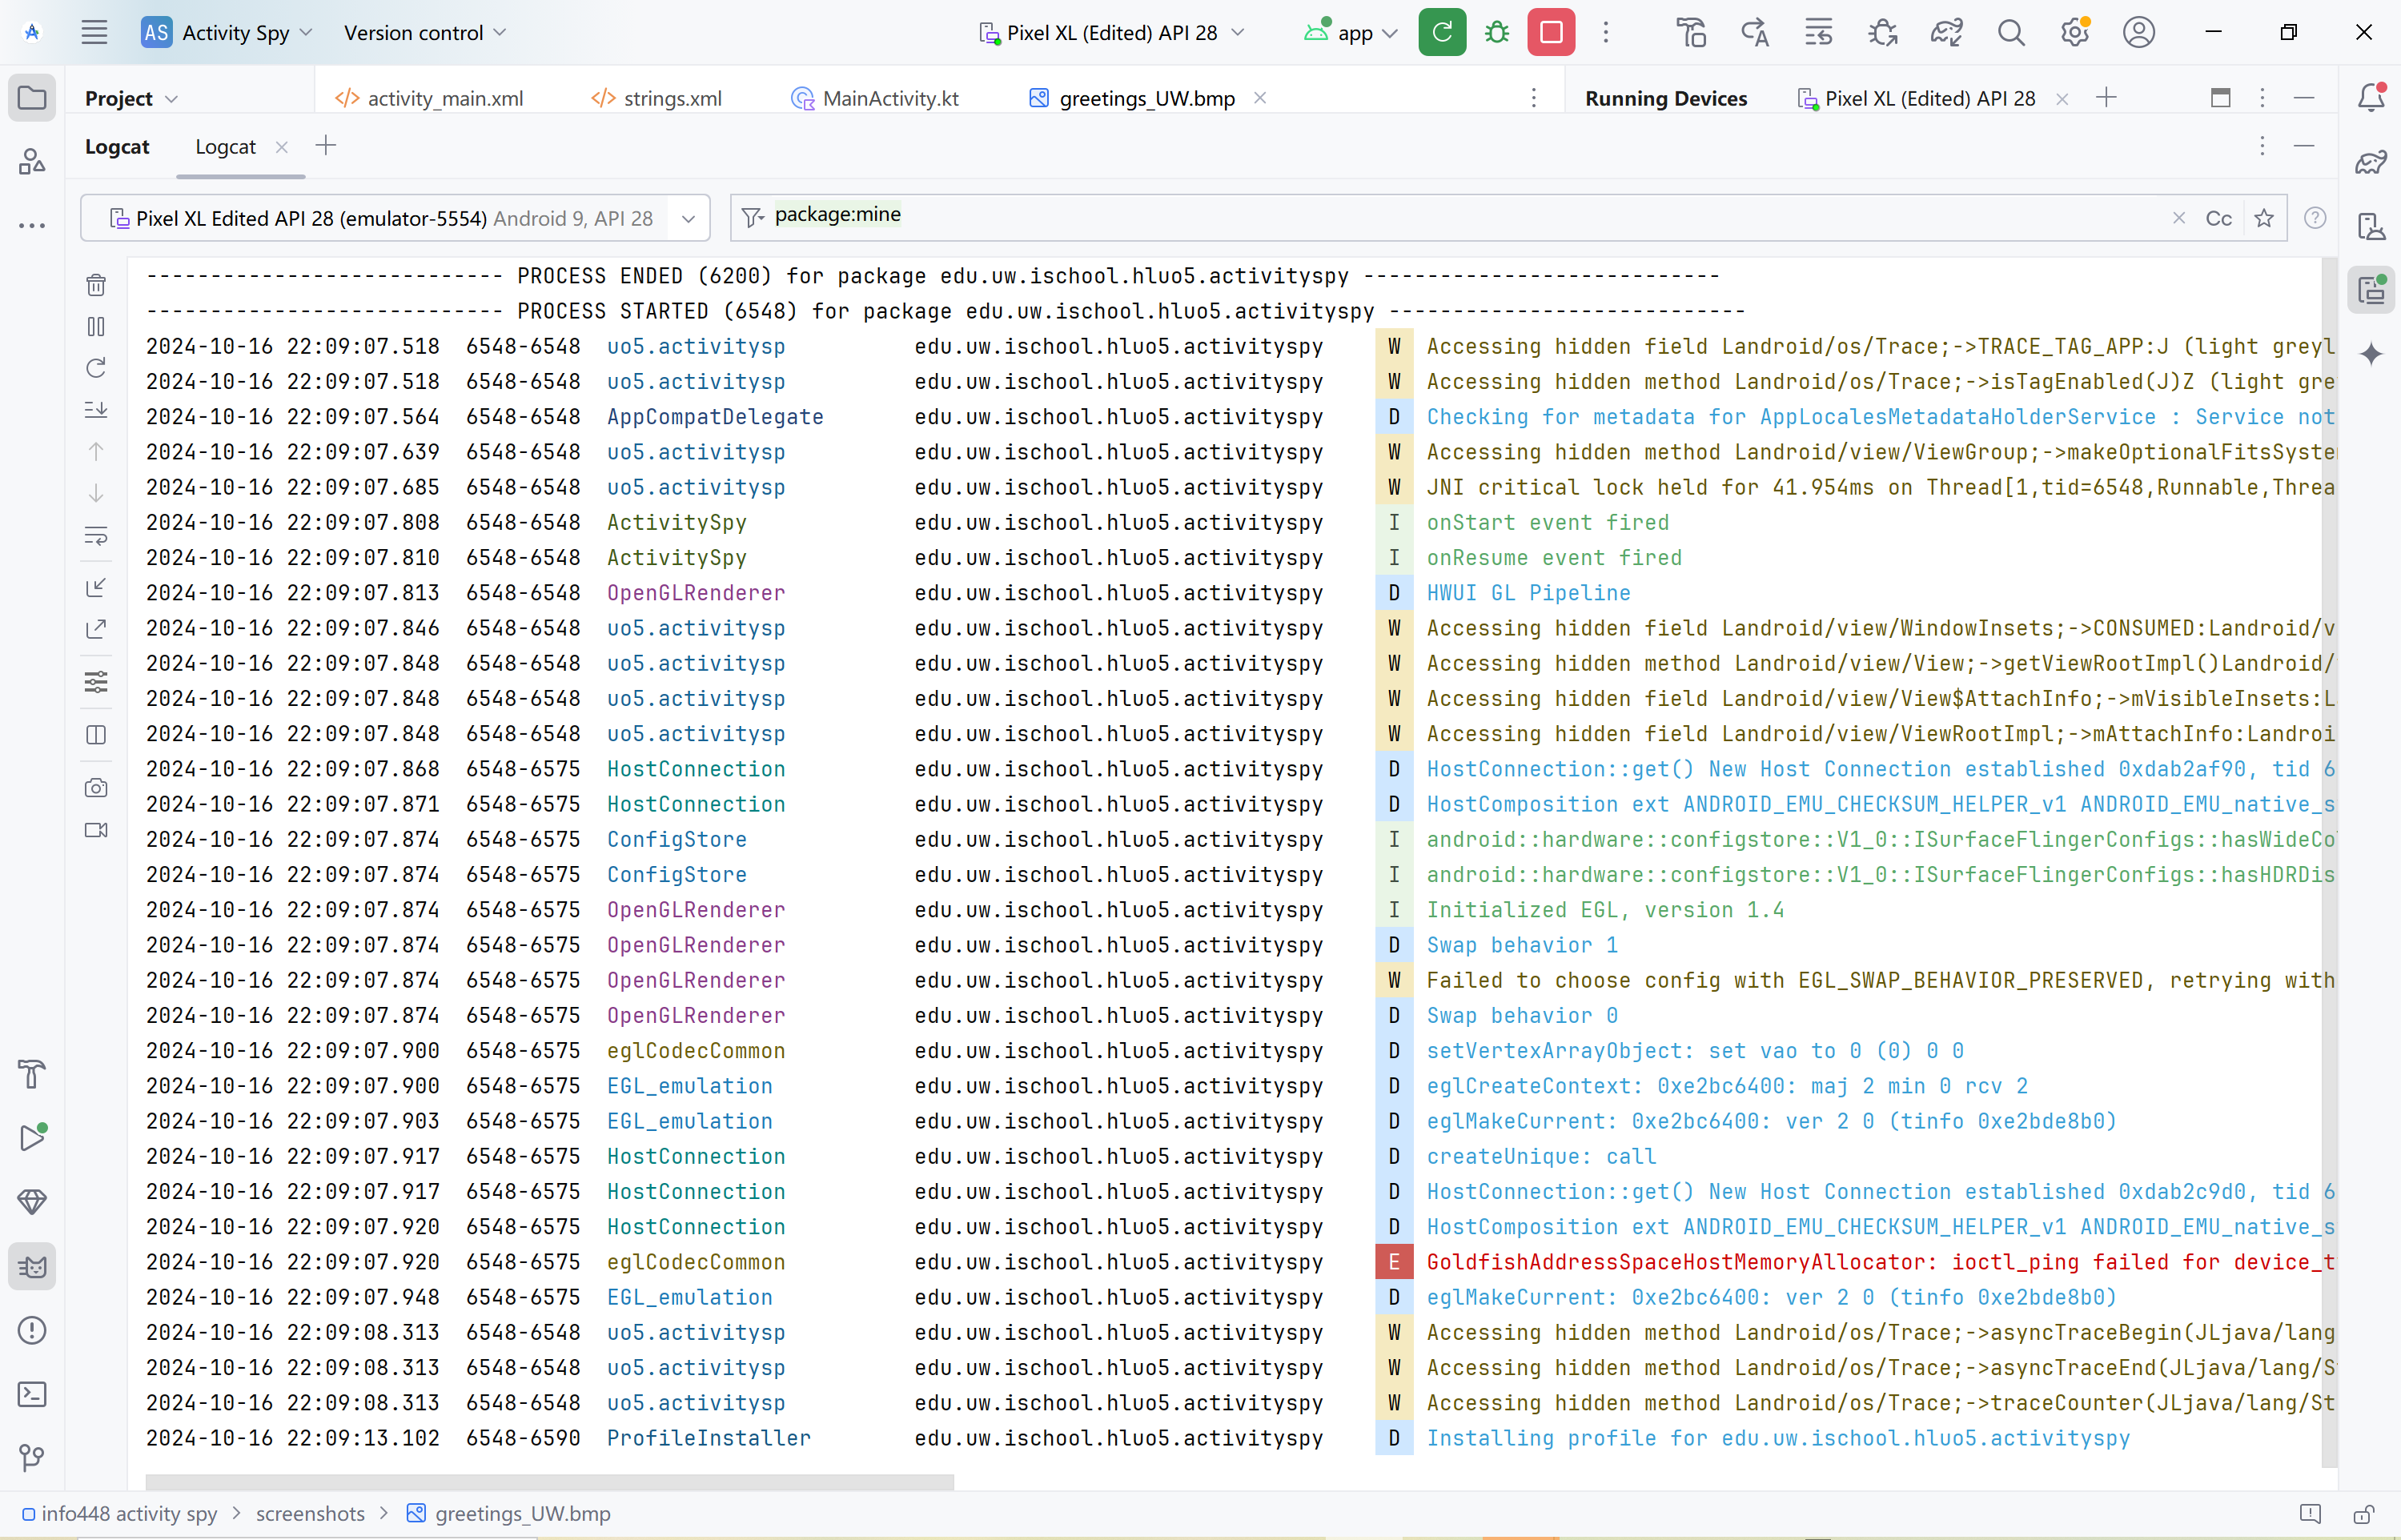 AS Activity Spy Version control Pixel XL (Edited) API 28 app
Project activity_main.xml strings.xml MainActivity.kt greetings_UW.bmp Running Devices Pixel XL (Edited) API 28
Logcat Logcat
Pixel XL Edited API 28 (emulator-5554) Android 9, API 28 package:mine Cc
---------------------------- PROCESS ENDED (6200) for package edu.uw.ischool.hluo5.activityspy ----------------------------
---------------------------- PROCESS STARTED (6548) for package edu.uw.ischool.hluo5.activityspy ----------------------------
2024-10-16 22:09:07.518 6548-6548 uo5.activitysp edu.uw.ischool.hluo5.activityspy W Accessing hidden field Landroid/os/Trace;->TRACE_TAG_APP:J (light greyl
2024-10-16 22:09:07.518 6548-6548 uo5.activitysp edu.uw.ischool.hluo5.activityspy W Accessing hidden method Landroid/os/Trace;->isTagEnabled(J)Z (light gre
2024-10-16 22:09:07.564 6548-6548 AppCompatDelegate edu.uw.ischool.hluo5.activityspy D Checking for metadata for AppLocalesMetadataHolderService : Service not
2024-10-16 22:09:07.639 6548-6548 uo5.activitysp edu.uw.ischool.hluo5.activityspy W Accessing hidden method Landroid/view/ViewGroup;->makeOptionalFitsSyste
2024-10-16 22:09:07.685 6548-6548 uo5.activitysp edu.uw.ischool.hluo5.activityspy W JNI critical lock held for 41.954ms on Thread[1,tid=6548,Runnable,Threa
2024-10-16 22:09:07.808 6548-6548 ActivitySpy edu.uw.ischool.hluo5.activityspy I onStart event fired
2024-10-16 22:09:07.810 6548-6548 ActivitySpy edu.uw.ischool.hluo5.activityspy I onResume event fired
2024-10-16 22:09:07.813 6548-6548 OpenGLRenderer edu.uw.ischool.hluo5.activityspy D HWUI GL Pipeline
2024-10-16 22:09:07.846 6548-6548 uo5.activitysp edu.uw.ischool.hluo5.activityspy W Accessing hidden field Landroid/view/WindowInsets;->CONSUMED:Landroid/v
2024-10-16 22:09:07.848 6548-6548 uo5.activitysp edu.uw.ischool.hluo5.activityspy W Accessing hidden method Landroid/view/View;->getViewRootImpl()Landroid/
2024-10-16 22:09:07.848 6548-6548 uo5.activitysp edu.uw.ischool.hluo5.activityspy W Accessing hidden field Landroid/view/View$AttachInfo;->mVisibleInsets:L
2024-10-16 22:09:07.848 6548-6548 uo5.activitysp edu.uw.ischool.hluo5.activityspy W Accessing hidden field Landroid/view/ViewRootImpl;->mAttachInfo:Landroi
2024-10-16 22:09:07.868 6548-6575 HostConnection edu.uw.ischool.hluo5.activityspy D HostConnection::get() New Host Connection established 0xdab2af90, tid 6
2024-10-16 22:09:07.871 6548-6575 HostConnection edu.uw.ischool.hluo5.activityspy D HostComposition ext ANDROID_EMU_CHECKSUM_HELPER_v1 ANDROID_EMU_native_s
2024-10-16 22:09:07.874 6548-6575 ConfigStore edu.uw.ischool.hluo5.activityspy I android::hardware::configstore::V1_0::ISurfaceFlingerConfigs::hasWideCo
2024-10-16 22:09:07.874 6548-6575 ConfigStore edu.uw.ischool.hluo5.activityspy I android::hardware::configstore::V1_0::ISurfaceFlingerConfigs::hasHDRDis
2024-10-16 22:09:07.874 6548-6575 OpenGLRenderer edu.uw.ischool.hluo5.activityspy I Initialized EGL, version 1.4
2024-10-16 22:09:07.874 6548-6575 OpenGLRenderer edu.uw.ischool.hluo5.activityspy D Swap behavior 1
2024-10-16 22:09:07.874 6548-6575 OpenGLRenderer edu.uw.ischool.hluo5.activityspy W Failed to choose config with EGL_SWAP_BEHAVIOR_PRESERVED, retrying with
2024-10-16 22:09:07.874 6548-6575 OpenGLRenderer edu.uw.ischool.hluo5.activityspy D Swap behavior 0
2024-10-16 22:09:07.900 6548-6575 eglCodecCommon edu.uw.ischool.hluo5.activityspy D setVertexArrayObject: set vao to 0 (0) 0 0
2024-10-16 22:09:07.900 6548-6575 EGL_emulation edu.uw.ischool.hluo5.activityspy D eglCreateContext: 0xe2bc6400: maj 2 min 0 rcv 2
2024-10-16 22:09:07.903 6548-6575 EGL_emulation edu.uw.ischool.hluo5.activityspy D eglMakeCurrent: 0xe2bc6400: ver 2 0 (tinfo 0xe2bde8b0)
2024-10-16 22:09:07.917 6548-6575 HostConnection edu.uw.ischool.hluo5.activityspy D createUnique: call
2024-10-16 22:09:07.917 6548-6575 HostConnection edu.uw.ischool.hluo5.activityspy D HostConnection::get() New Host Connection established 0xdab2c9d0, tid 6
2024-10-16 22:09:07.920 6548-6575 HostConnection edu.uw.ischool.hluo5.activityspy D HostComposition ext ANDROID_EMU_CHECKSUM_HELPER_v1 ANDROID_EMU_native_s
2024-10-16 22:09:07.920 6548-6575 eglCodecCommon edu.uw.ischool.hluo5.activityspy E GoldfishAddressSpaceHostMemoryAllocator: ioctl_ping failed for device_t
2024-10-16 22:09:07.948 6548-6575 EGL_emulation edu.uw.ischool.hluo5.activityspy D eglMakeCurrent: 0xe2bc6400: ver 2 0 (tinfo 0xe2bde8b0)
2024-10-16 22:09:08.313 6548-6548 uo5.activitysp edu.uw.ischool.hluo5.activityspy W Accessing hidden method Landroid/os/Trace;->asyncTraceBegin(JLjava/lang
2024-10-16 22:09:08.313 6548-6548 uo5.activitysp edu.uw.ischool.hluo5.activityspy W Accessing hidden method Landroid/os/Trace;->asyncTraceEnd(JLjava/lang/S
2024-10-16 22:09:08.313 6548-6548 uo5.activitysp edu.uw.ischool.hluo5.activityspy W Accessing hidden method Landroid/os/Trace;->traceCounter(JLjava/lang/St
2024-10-16 22:09:13.102 6548-6590 ProfileInstaller edu.uw.ischool.hluo5.activityspy D Installing profile for edu.uw.ischool.hluo5.activityspy
info448 activity spy > screenshots > greetings_UW.bmp